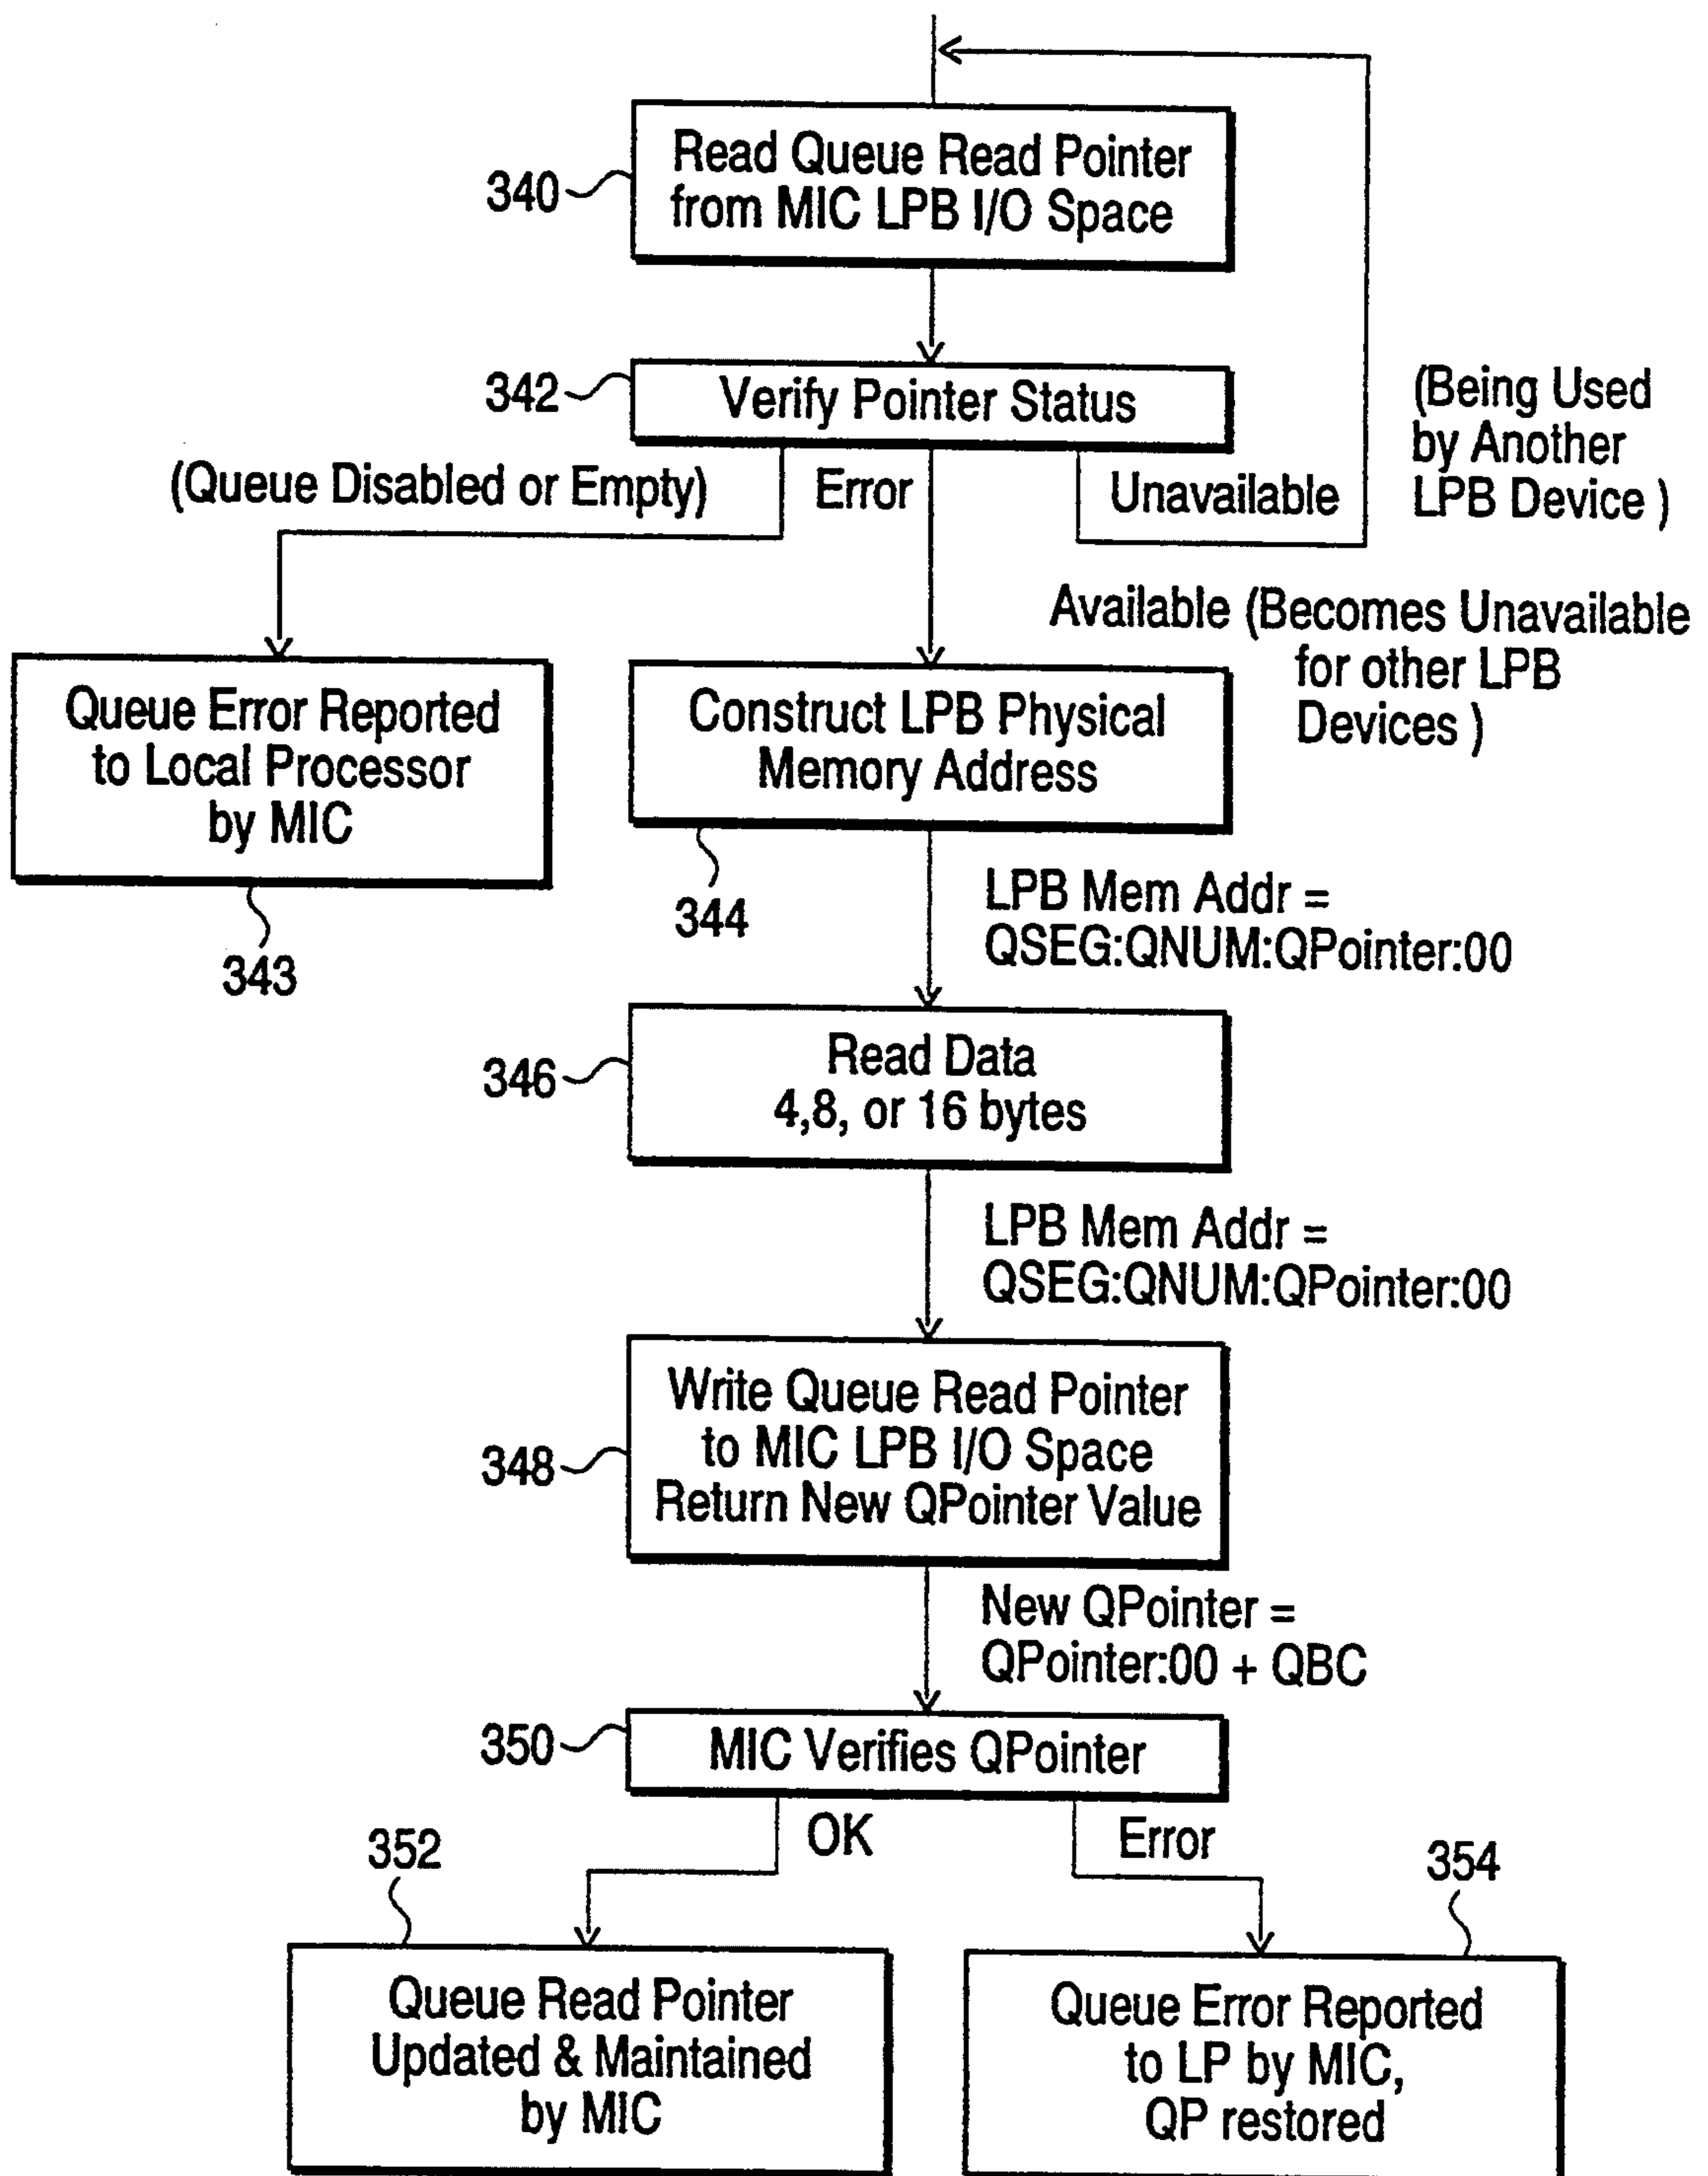 340
Read Queue Read Pointer
from MIC LPB I/O Space
342
Verify Pointer Status
(Being Used
by Another
LPB Device )
(Queue Disabled or Empty)
Error
Unavailable
Available (Becomes Unavailable
for other LPB
Devices )
Queue Error Reported
to Local Processor
by MIC
343
Construct LPB Physical
Memory Address
344
LPB Mem Addr =
QSEG:QNUM:QPointer:00
346
Read Data
4,8, or 16 bytes
LPB Mem Addr =
QSEG:QNUM:QPointer:00
348
Write Queue Read Pointer
to MIC LPB I/O Space
Return New QPointer Value
New QPointer =
QPointer:00 + QBC
350
MIC Verifies QPointer
OK
Error
352
Queue Read Pointer
Updated & Maintained
by MIC
354
Queue Error Reported
to LP by MIC,
QP restored